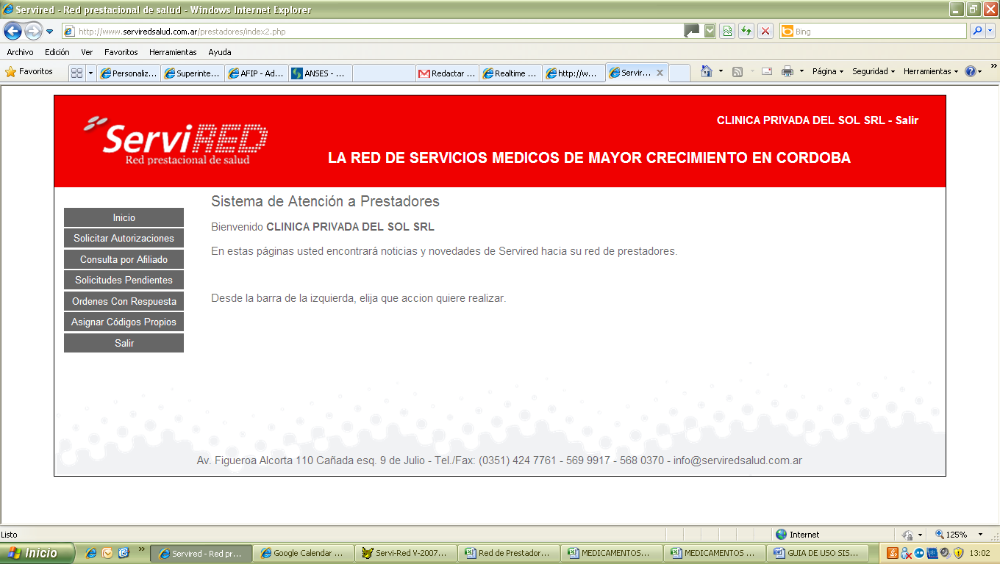 Servired - Red prestacional de salud - Windows Internet Explorer
http://www.serviredsalud.com.ar/prestadores/index2.php
Bing
Archivo Edición Ver Favoritos Herramientas Ayuda
Favoritos Personaliz... Superinte... AFIP - Ad... ANSES - ... Redactar ... Realtime ... http://w... Servir... Página Seguridad Herramientas
ServiRED
Red prestacional de salud
CLINICA PRIVADA DEL SOL SRL - Salir
LA RED DE SERVICIOS MEDICOS DE MAYOR CRECIMIENTO EN CORDOBA
Inicio
Solicitar Autorizaciones
Consulta por Afiliado
Solicitudes Pendientes
Ordenes Con Respuesta
Asignar Códigos Propios
Salir
Sistema de Atención a Prestadores
Bienvenido CLINICA PRIVADA DEL SOL SRL
En estas páginas usted encontrará noticias y novedades de Servired hacia su red de prestadores.
Desde la barra de la izquierda, elija que accion quiere realizar.
Av. Figueroa Alcorta 110 Cañada esq. 9 de Julio - Tel./Fax: (0351) 424 7761 - 569 9917 - 568 0370 - info@serviredsalud.com.ar
Listo Internet 125%
Inicio Servired - Red pr... Google Calendar ... Servi-Red V-2007... Red de Prestador... MEDICAMENTOS... MEDICAMENTOS ... GUIA DE USO SIS... 13:02